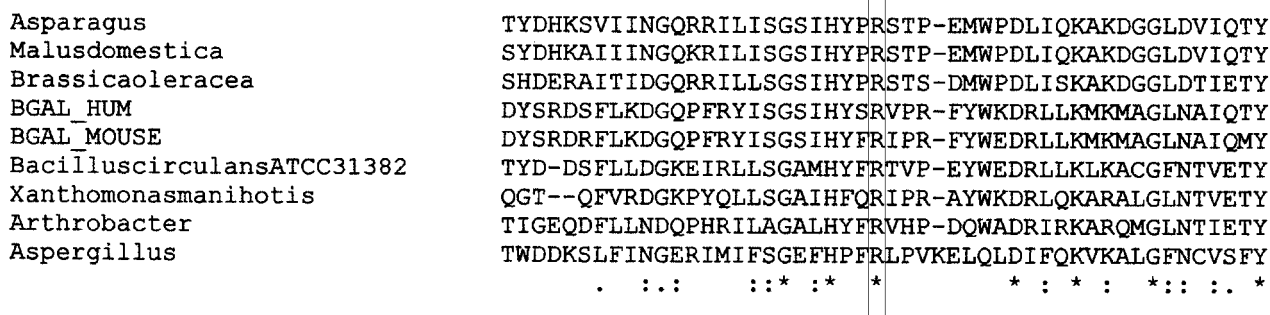 Asparagus TYDHKSVIINGQRRILISGSIHYPRSTP-EMWPDLIQKAKDGGLDVIQTY
Malusdomestica SYDHKAIIINGQKRILISGSIHYPRSTP-EMWPDLIQKAKDGGLDVIQTY
Brassicaoleracea SHDERAITIDGQRRILLSGSIHYPRSTS-DMWPDLISKAKDGGLDTIETY
BGAL_HUM DYSRDSFLKDGQPFRYISGSIHYSRVPR-FYWKDRLLKMKMAGLNAIQTY
BGAL_MOUSE DYSRDRFLKDGQPFRYISGSIHYFRIPR-FYWEDRLLKMKMAGLNAIQMY
BacilluscirculansATCC31382 TYD-DSFLLDGKEIRLLSGAMHYFRTVP-EYWEDRLLKLKACGFNTVETY
Xanthomonasmanihotis QGT--QFVRDGKPYQLLSGAIHFQRIPR-AYWKDRLQKARALGLNTVETY
Arthrobacter TIGEQDFLLNDQPHRILAGALHYFRVHP-DQWADRIRKARQMGLNTIETY
Aspergillus TWDDKSLFINGERIMIFSGEFHPFRLPVKELQLDIFQKVKALGFNCVSFY
. :.: ::* :* * * : * : *:: :. *